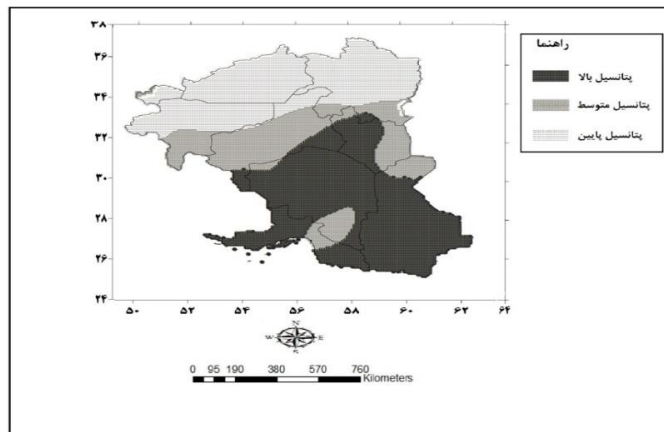 راهنما
پتانسیل بالا
پتانسیل متوسط
پتانسیل پایین
۳۸
۳۶
۳۴
۳۲
۳۰
۲۸
۲۶
۲۴
۵۰ ۵۲ ۵۴ ۵۶ ۵۸ ۶۰ ۶۲ ۶۴
N
W E
S
0 95 190 380 570 760
Kilometers